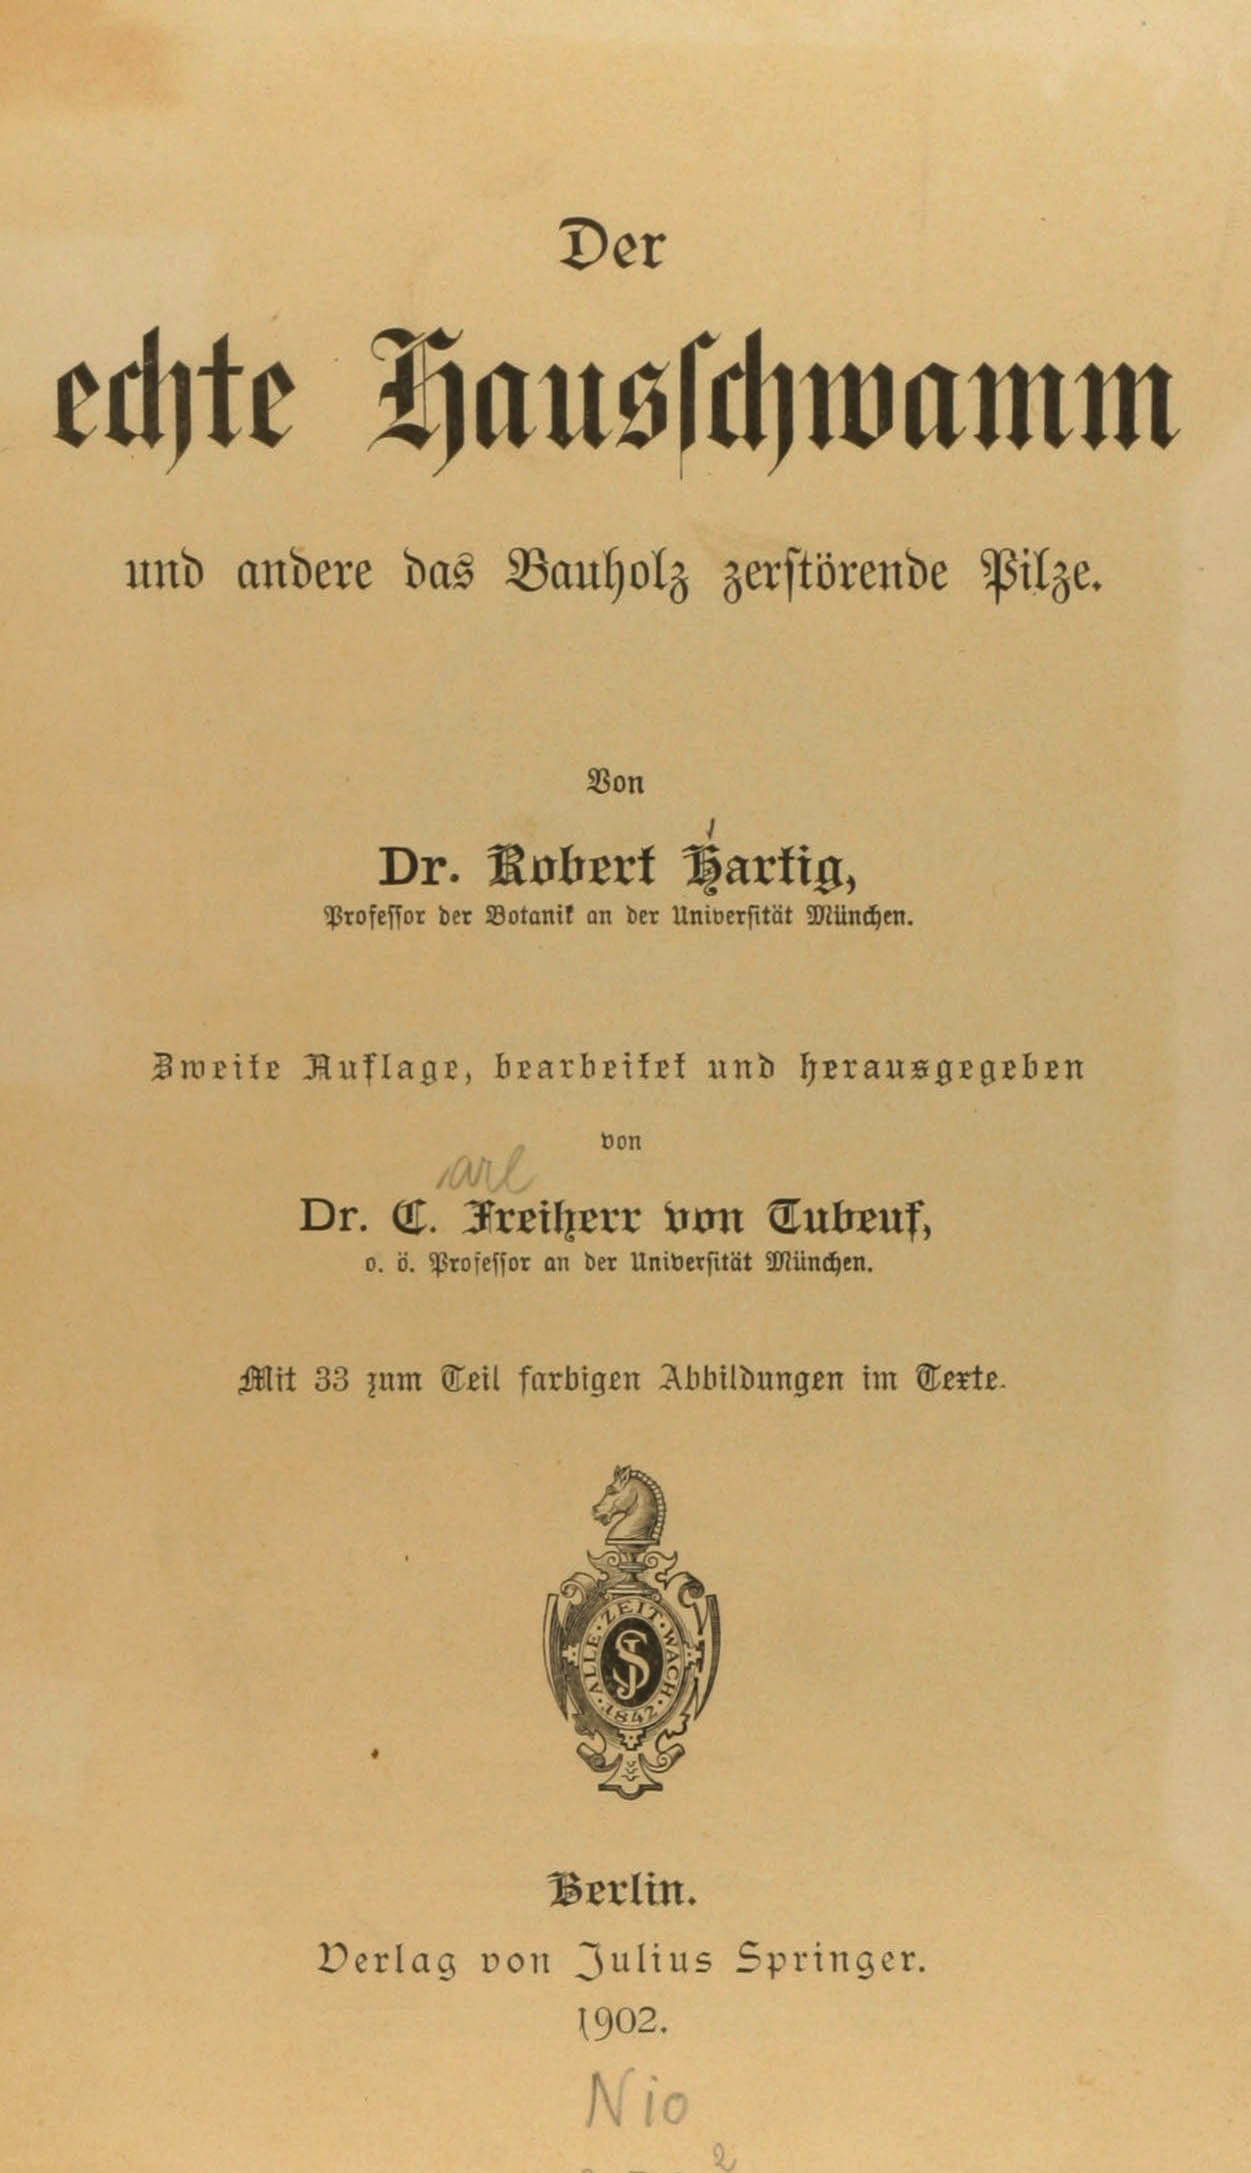 Der
echte Hausschwamm
und andere das Bauholz zerstörende Pilze.
Von
Dr. Robert Hartig,
Professor der Botanik an der Universität München.
Zweite Auflage, bearbeitet und herausgegeben
von
arl
Dr. C. Freiherr von Tubeuf,
o. ö. Professor an der Universität München.
Mit 33 zum Teil farbigen Abbildungen im Texte.
ALLE·ZEIT·WACH·
JS
1842
Berlin.
Verlag von Julius Springer.
1902.
Nio
2